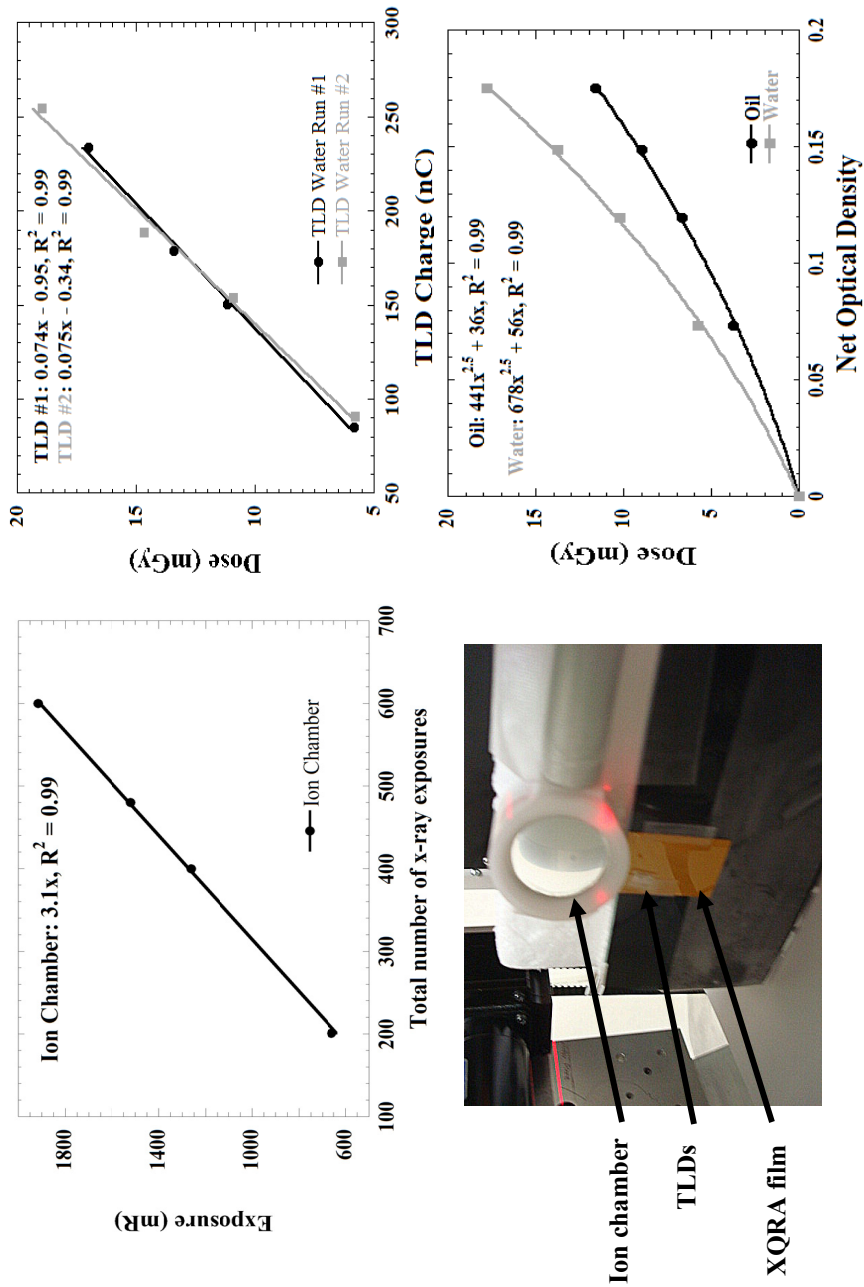 Ion Chamber: 3.1x, R² = 0.99
Exposure (mR)
1800
1400
1000
600
Ion Chamber
100 200 300 400 500 600 700
Total number of x-ray exposures
TLD #1: 0.074x - 0.95, R² = 0.99
TLD #2: 0.075x - 0.34, R² = 0.99
Dose (mGy)
20
15
10
5
TLD Water Run #1
TLD Water Run #2
50 100 150 200 250 300
TLD Charge (nC)
Ion chamber
TLDs
XQRA film
Oil: 441x^2.5 + 36x, R² = 0.99
Water: 678x^2.5 + 56x, R² = 0.99
Dose (mGy)
20
15
10
5
0
Oil
Water
0 0.05 0.1 0.15 0.2
Net Optical Density